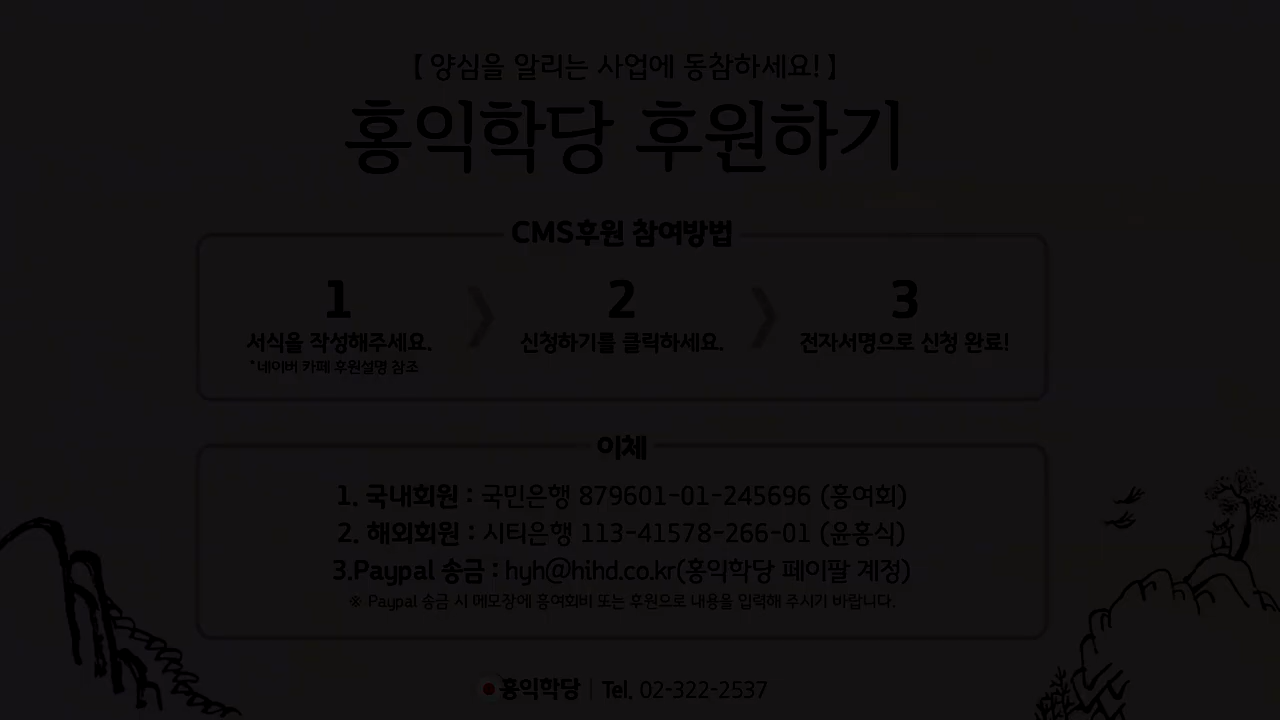 【 양심을 알리는 사업에 동참하세요! 】
홍익학당 후원하기
CMS후원 참여방법
1
서식을 작성해주세요.
*네이버 카페 후원설명 참조
2
신청하기를 클릭하세요.
3
전자서명으로 신청 완료!
이체
1. 국내회원 : 국민은행 879601-01-245696 (흥여회)
2. 해외회원 : 시티은행 113-41578-266-01 (윤홍식)
3.Paypal 송금 : hyh@hihd.co.kr(홍익학당 페이팔 계정)
※ Paypal 송금 시 메모장에 흥여회비 또는 후원으로 내용을 입력해 주시기 바랍니다.
홍익학당 | Tel. 02-322-2537